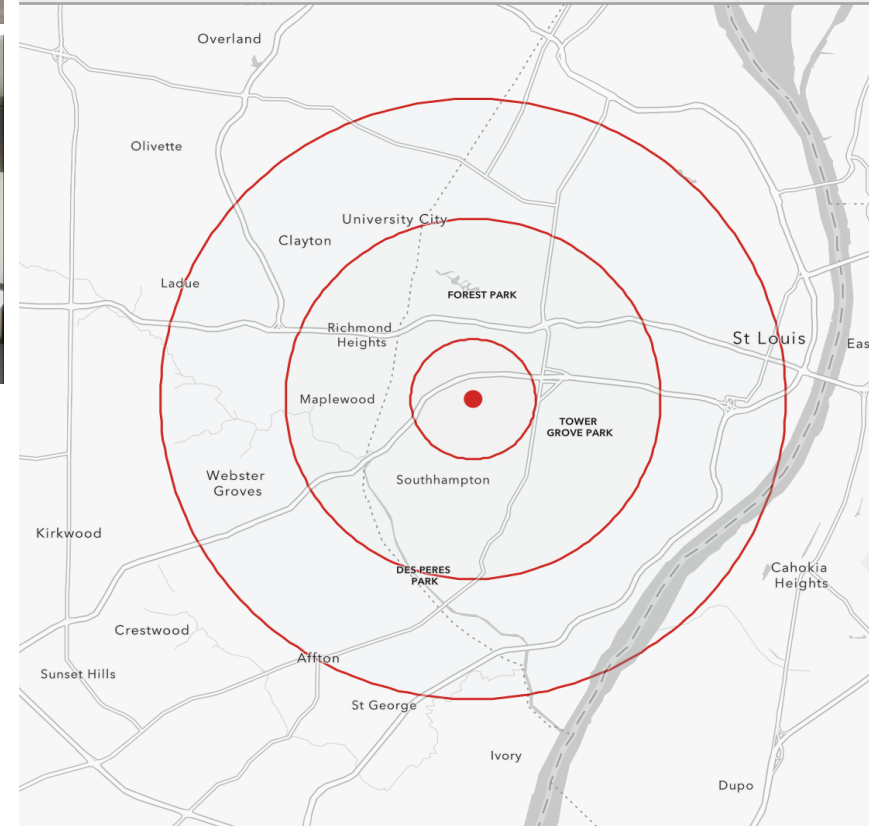 Overland
Olivette
University City
Clayton
Ladue
FOREST PARK
Richmond
Heights
St Louis
Eas
Maplewood
TOWER
GROVE PARK
Webster
Groves
Southhampton
Kirkwood
DES PERES
PARK
Cahokia
Heights
Crestwood
Affton
Sunset Hills
St George
Ivory
Dupo